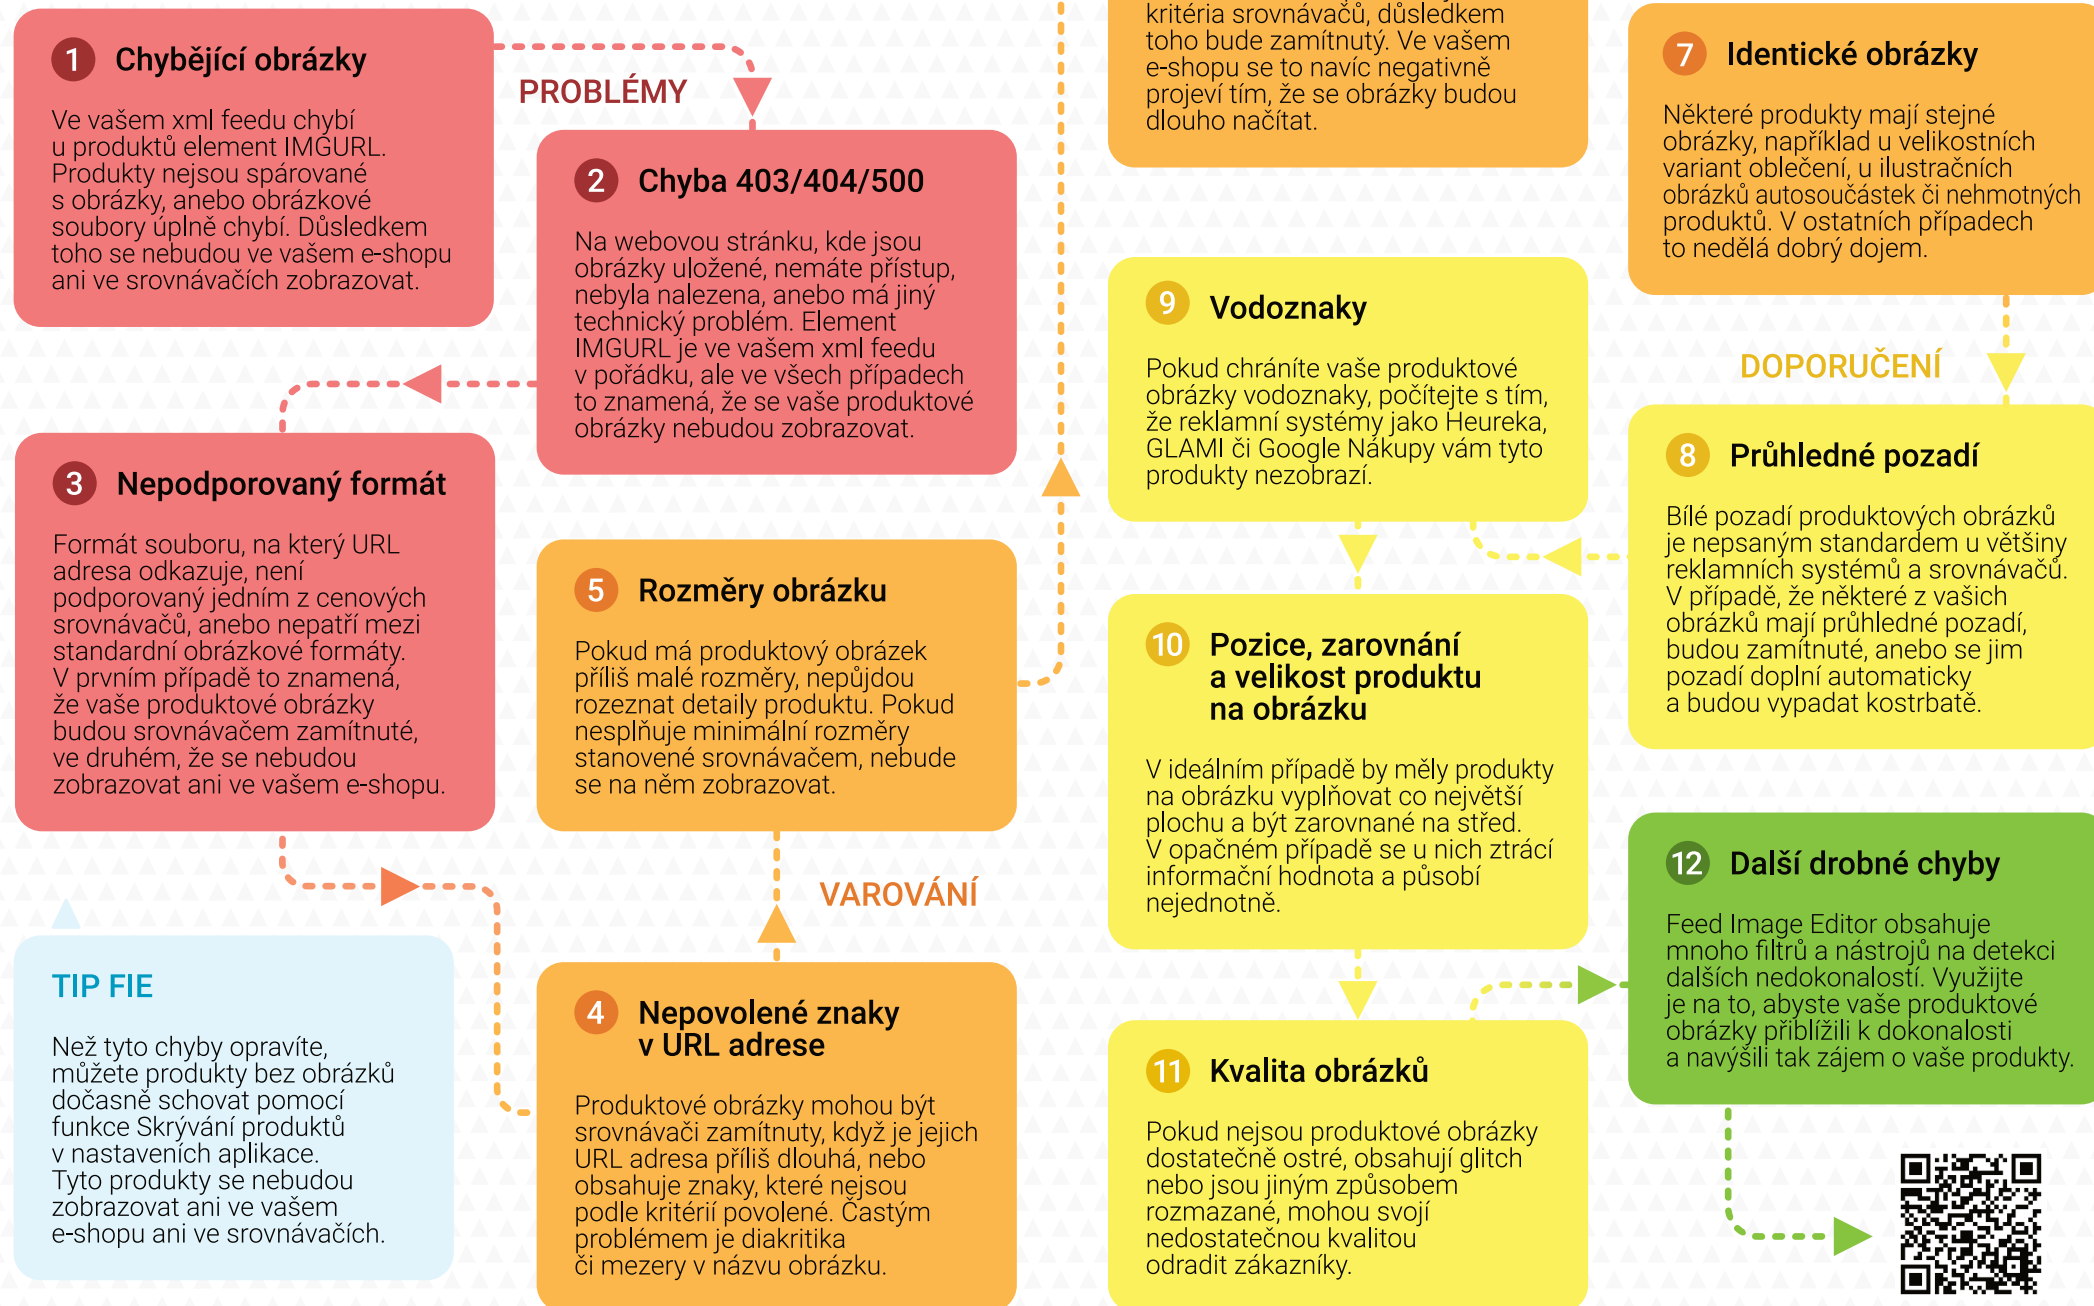 1 Chybějící obrázky
Ve vašem xml feedu chybí
u produktů element IMGURL.
Produkty nejsou spárované
s obrázky, anebo obrázkové
soubory úplně chybí. Důsledkem
toho se nebudou ve vašem e-shopu
ani ve srovnávačích zobrazovat.
PROBLÉMY
2 Chyba 403/404/500
Na webovou stránku, kde jsou
obrázky uložené, nemáte přístup,
nebyla nalezena, anebo má jiný
technický problém. Element
IMGURL je ve vašem xml feedu
v pořádku, ale ve všech případech
to znamená, že se vaše produktové
obrázky nebudou zobrazovat.
3 Nepodporovaný formát
Formát souboru, na který URL
adresa odkazuje, není
podporovaný jedním z cenových
srovnávačů, anebo nepatří mezi
standardní obrázkové formáty.
V prvním případě to znamená,
že vaše produktové obrázky
budou srovnávačem zamítnuté,
ve druhém, že se nebudou
zobrazovat ani ve vašem e-shopu.
TIP FIE
Než tyto chyby opravíte,
můžete produkty bez obrázků
dočasně schovat pomocí
funkce Skrývání produktů
v nastaveních aplikace.
Tyto produkty se nebudou
zobrazovat ani ve vašem
e-shopu ani ve srovnávačích.
VAROVÁNÍ
4 Nepovolené znaky
v URL adrese
Produktové obrázky mohou být
srovnávači zamítnuty, když je jejich
URL adresa příliš dlouhá, nebo
obsahuje znaky, které nejsou
podle kritérií povolené. Častým
problémem je diakritika
či mezery v názvu obrázku.
5 Rozměry obrázku
Pokud má produktový obrázek
příliš malé rozměry, nepůjdou
rozeznat detaily produktu. Pokud
nesplňuje minimální rozměry
stanovené srovnávačem, nebude
se na něm zobrazovat.
kritéria srovnávačů, důsledkem
toho bude zamítnutý. Ve vašem
e-shopu se to navíc negativně
projeví tím, že se obrázky budou
dlouho načítat.
7 Identické obrázky
Některé produkty mají stejné
obrázky, například u velikostních
variant oblečení, u ilustračních
obrázků autosoučástek či nehmotných
produktů. V ostatních případech
to nedělá dobrý dojem.
DOPORUČENÍ
8 Průhledné pozadí
Bílé pozadí produktových obrázků
je nepsaným standardem u většiny
reklamních systémů a srovnávačů.
V případě, že některé z vašich
obrázků mají průhledné pozadí,
budou zamítnuté, anebo se jim
pozadí doplní automaticky
a budou vypadat kostrbatě.
9 Vodoznaky
Pokud chráníte vaše produktové
obrázky vodoznaky, počítejte s tím,
že reklamní systémy jako Heureka,
GLAMI či Google Nákupy vám tyto
produkty nezobrazí.
10 Pozice, zarovnání
a velikost produktu
na obrázku
V ideálním případě by měly produkty
na obrázku vyplňovat co největší
plochu a být zarovnané na střed.
V opačném případě se u nich ztrácí
informační hodnota a působí
nejednotně.
11 Kvalita obrázků
Pokud nejsou produktové obrázky
dostatečně ostré, obsahují glitch
nebo jsou jiným způsobem
rozmazané, mohou svojí
nedostatečnou kvalitou
odradit zákazníky.
12 Další drobné chyby
Feed Image Editor obsahuje
mnoho filtrů a nástrojů na detekci
dalších nedokonalostí. Využijte
je na to, abyste vaše produktové
obrázky přiblížili k dokonalosti
a navýšili tak zájem o vaše produkty.